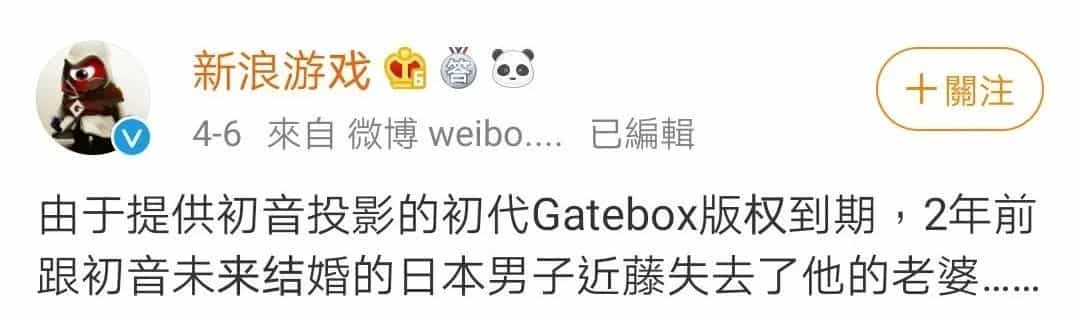 新浪游戏 6 答
+關注
4-6 來自 微博 weibo.... 已編輯
由于提供初音投影的初代Gatebox版权到期，2年前
跟初音未来结婚的日本男子近藤失去了他的老婆......